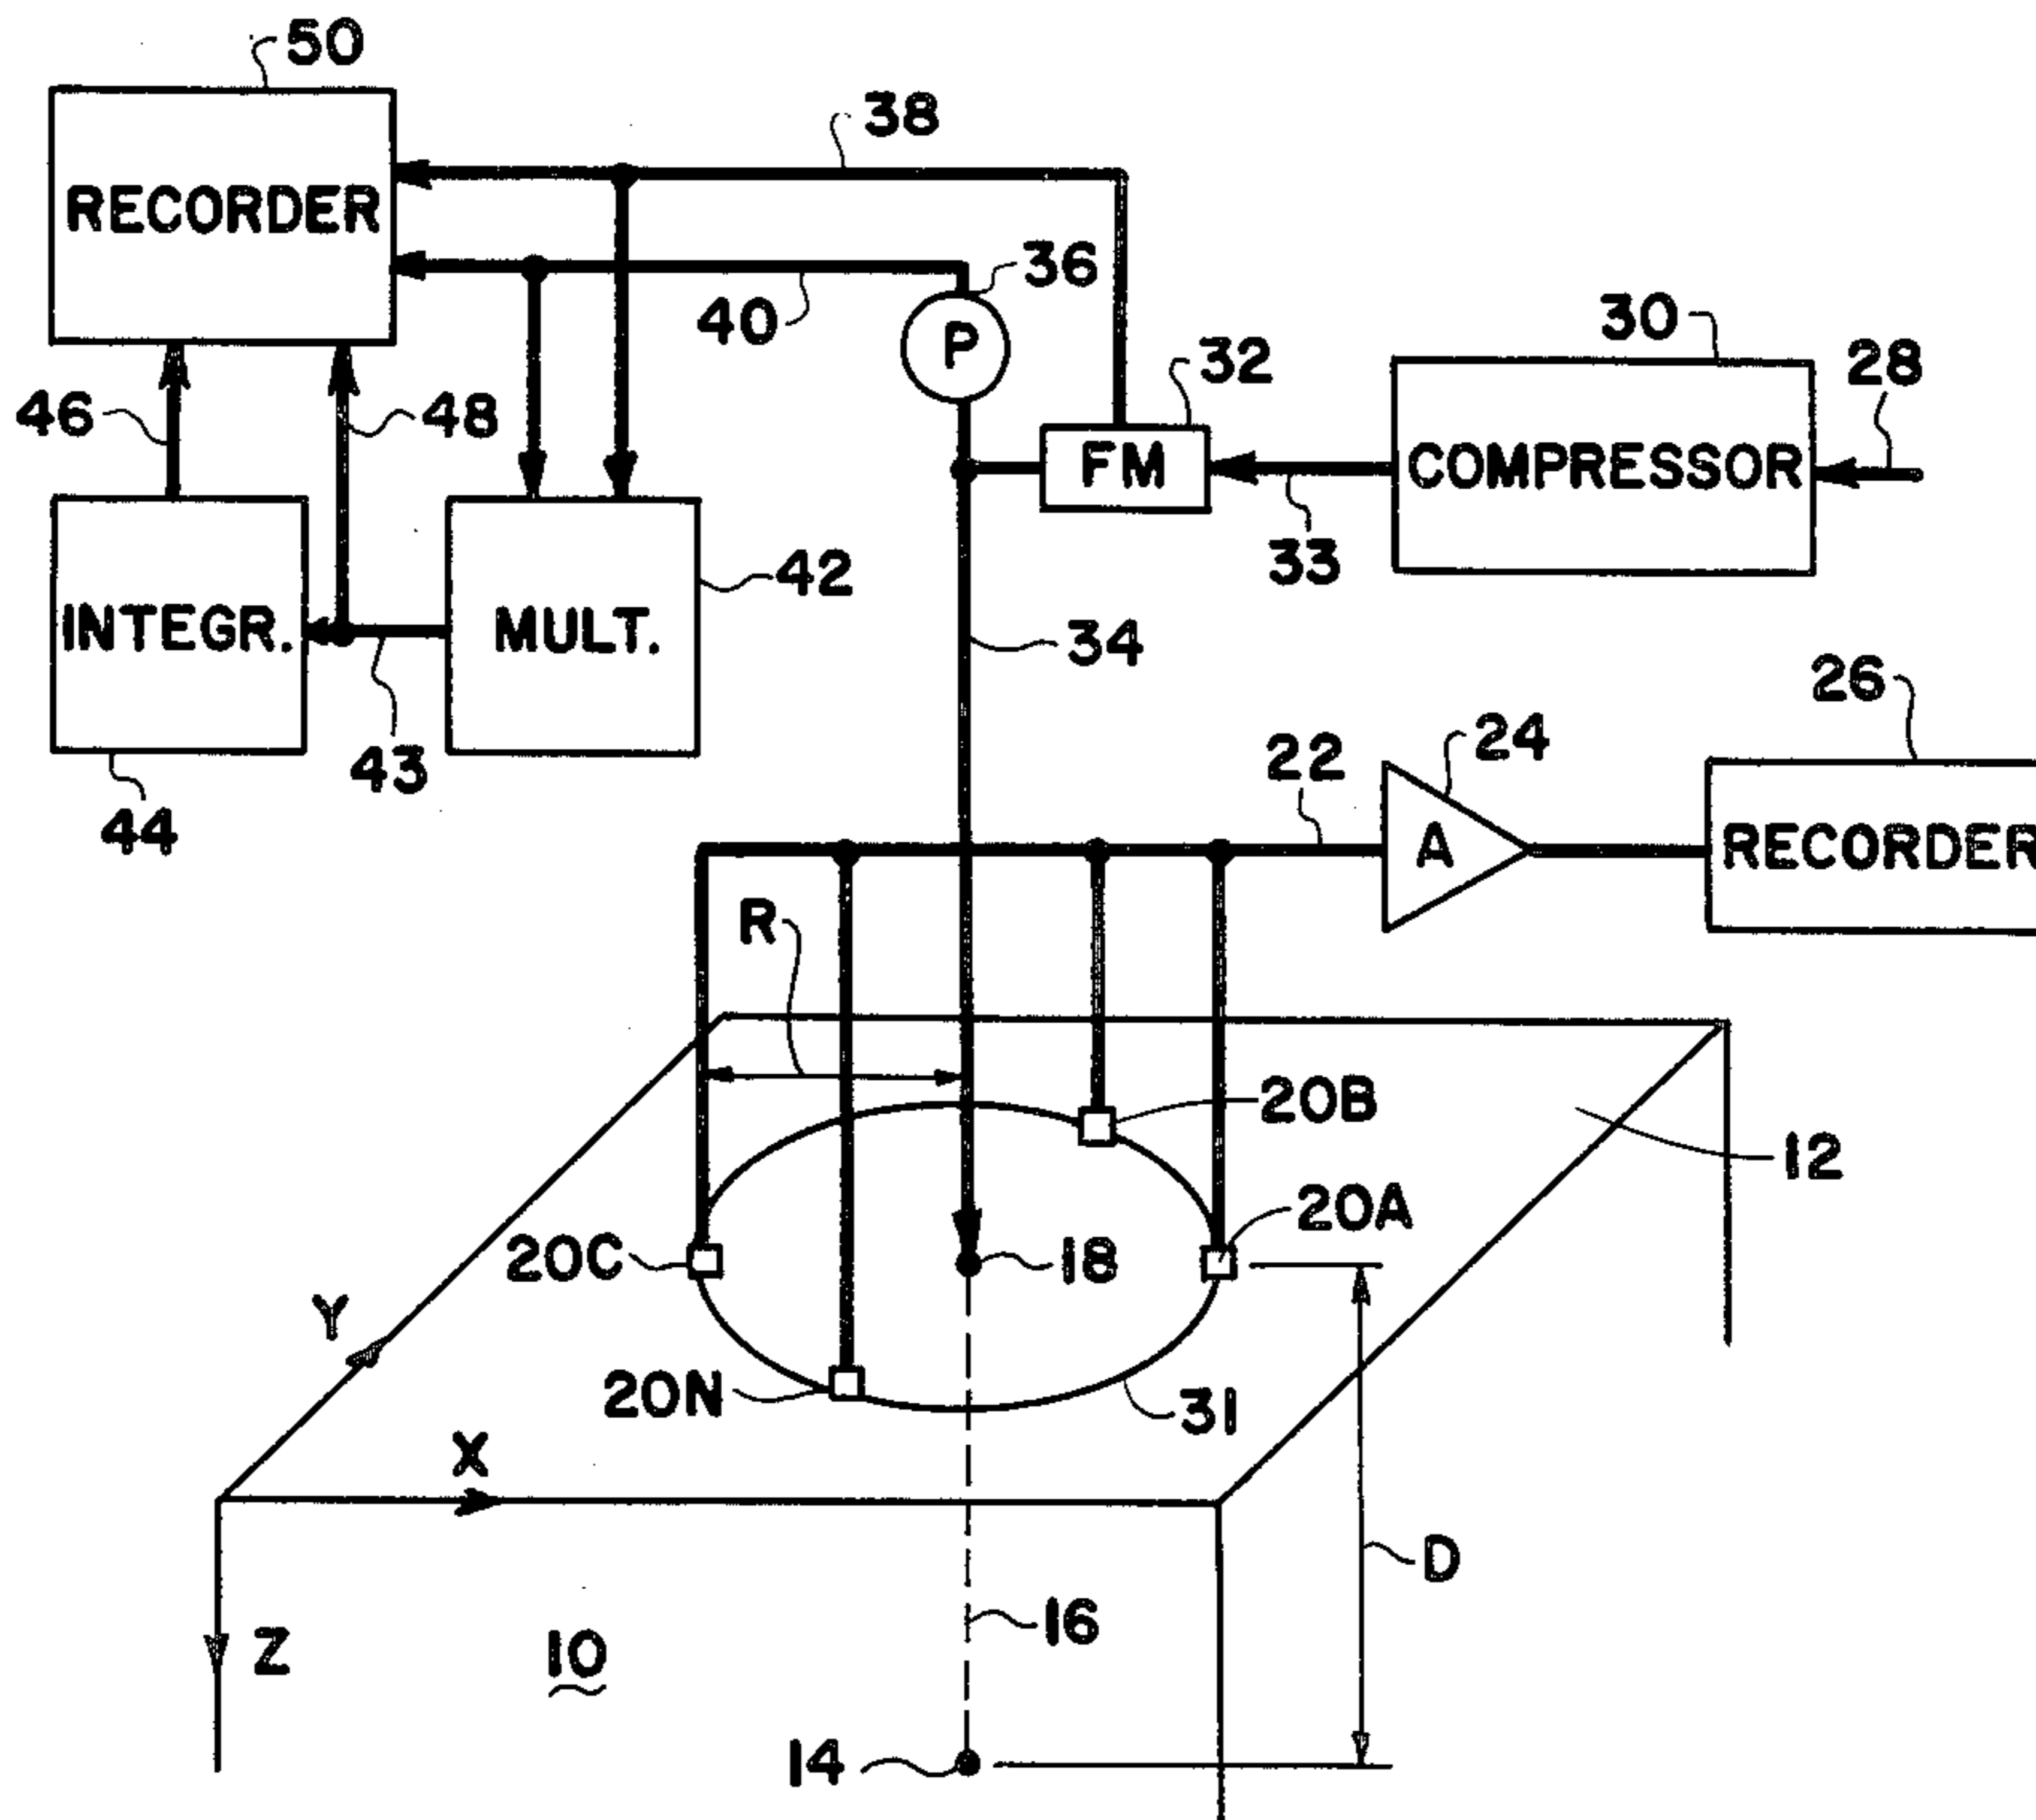 50
38
RECORDER
36
40
P
32
30
28
46
48
FM
COMPRESSOR
33
42
INTEGR.
MULT.
34
43
44
26
24
22
A
RECORDER
R
20B
12
20A
20C
18
Y
20N
31
X
D
16
Z
10
14